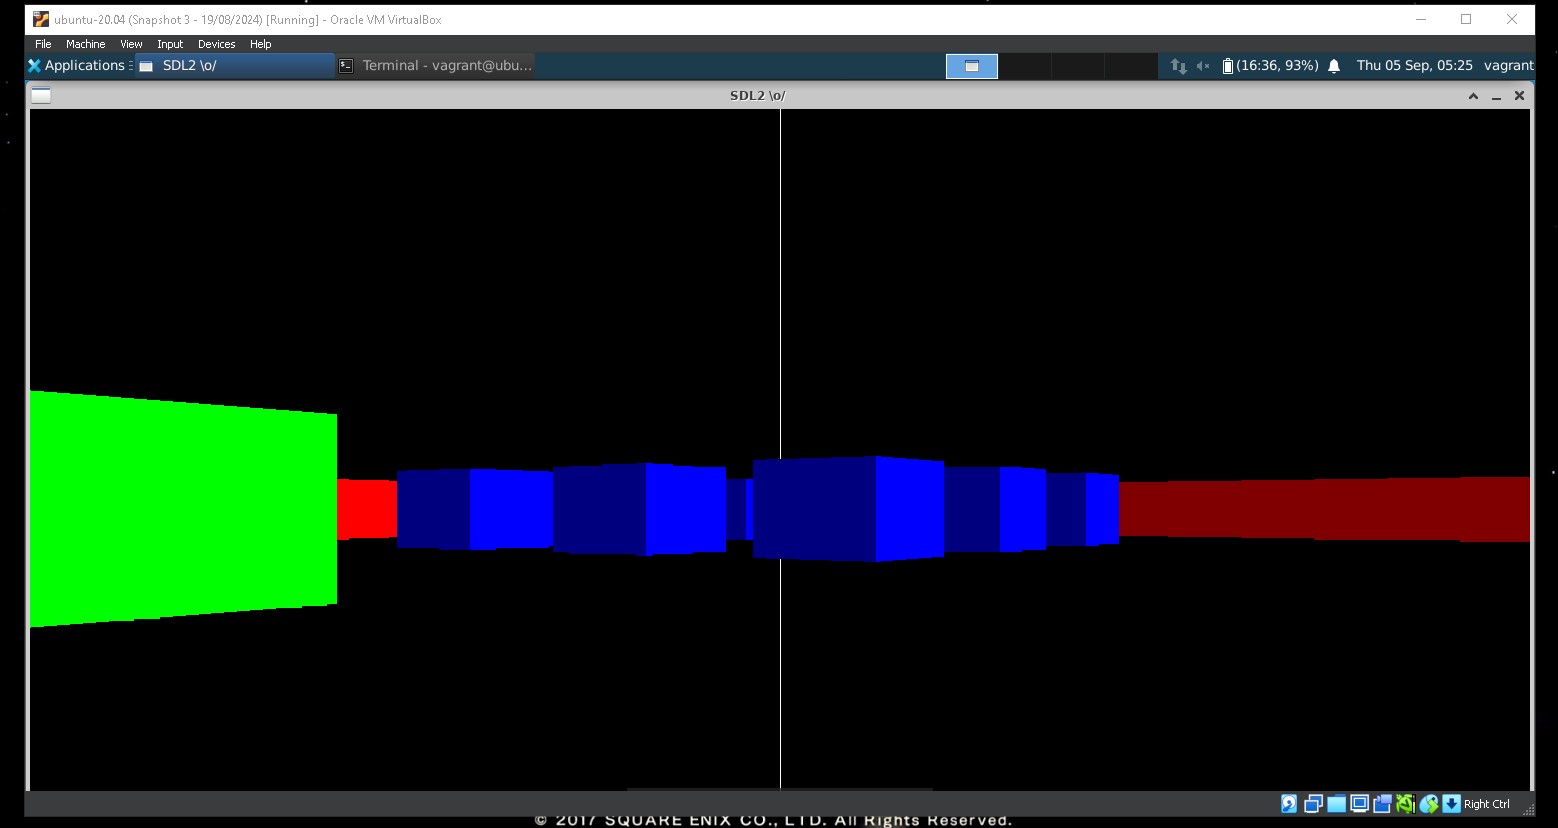 ubuntu-20.04 (Snapshot 3 - 19/08/2024) [Running] - Oracle VM VirtualBox
File Machine View Input Devices Help
Applications SDL2 \o/ Terminal - vagrant@ubu... (16:36, 93%) Thu 05 Sep, 05:25 vagrant
SDL2 \o/
Right Ctrl
© 2017 SQUARE ENIX CO., LTD. All Rights Reserved.